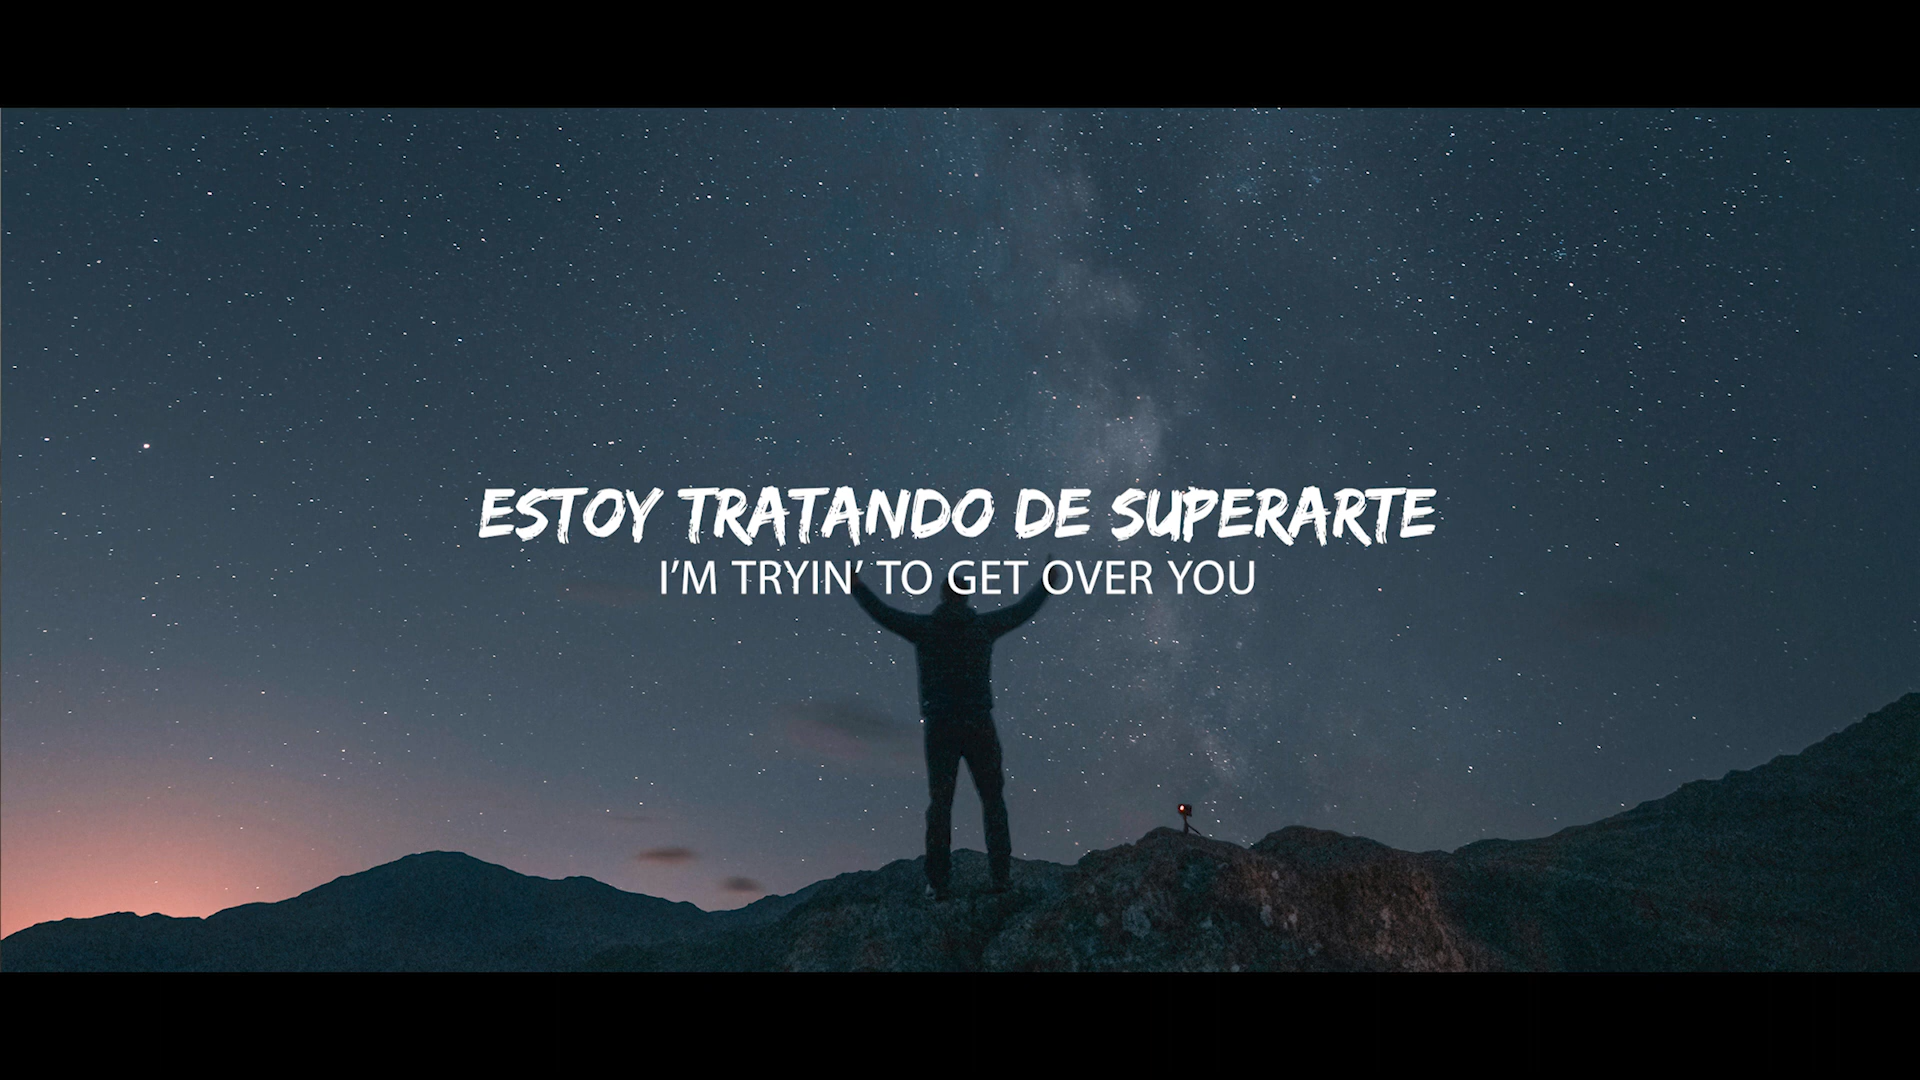 ESTOY TRATANDO DE SUPERARTE
I’M TRYIN’ TO GET OVER YOU